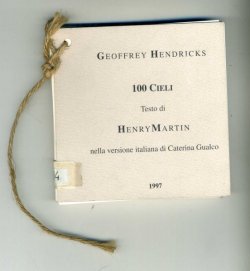 GEOFFREY HENDRICKS
100 CIELI
Testo di
HENRY MARTIN
nella versione italiana di Caterina Gualco
1997